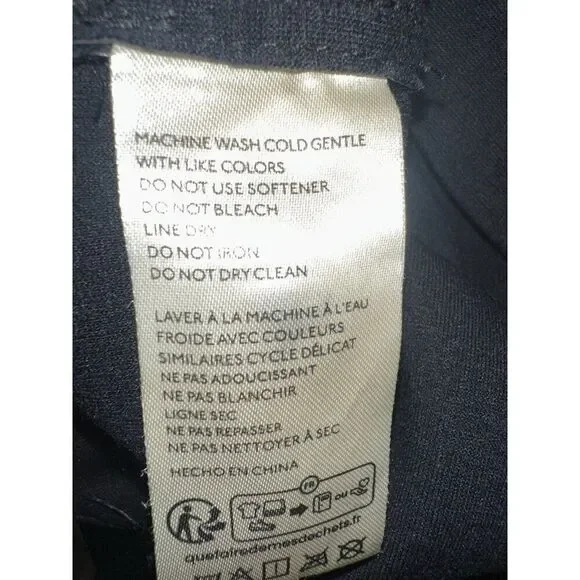 MACHINE WASH COLD GENTLE
WITH LIKE COLORS
DO NOT USE SOFTENER
DO NOT BLEACH
LINE DRY
DO NOT IRON
DO NOT DRY CLEAN
LAVER À LA MACHINE À L'EAU
FROIDE AVEC COULEURS
SIMILAIRES CYCLE DÉLICAT
NE PAS ADOUCISSANT
NE PAS BLANCHIR
LIGNE SEC
NE PAS REPASSER
NE PAS NETTOYER À SEC
HECHO EN CHINA
FR
OU
quefairedemesdechets.fr